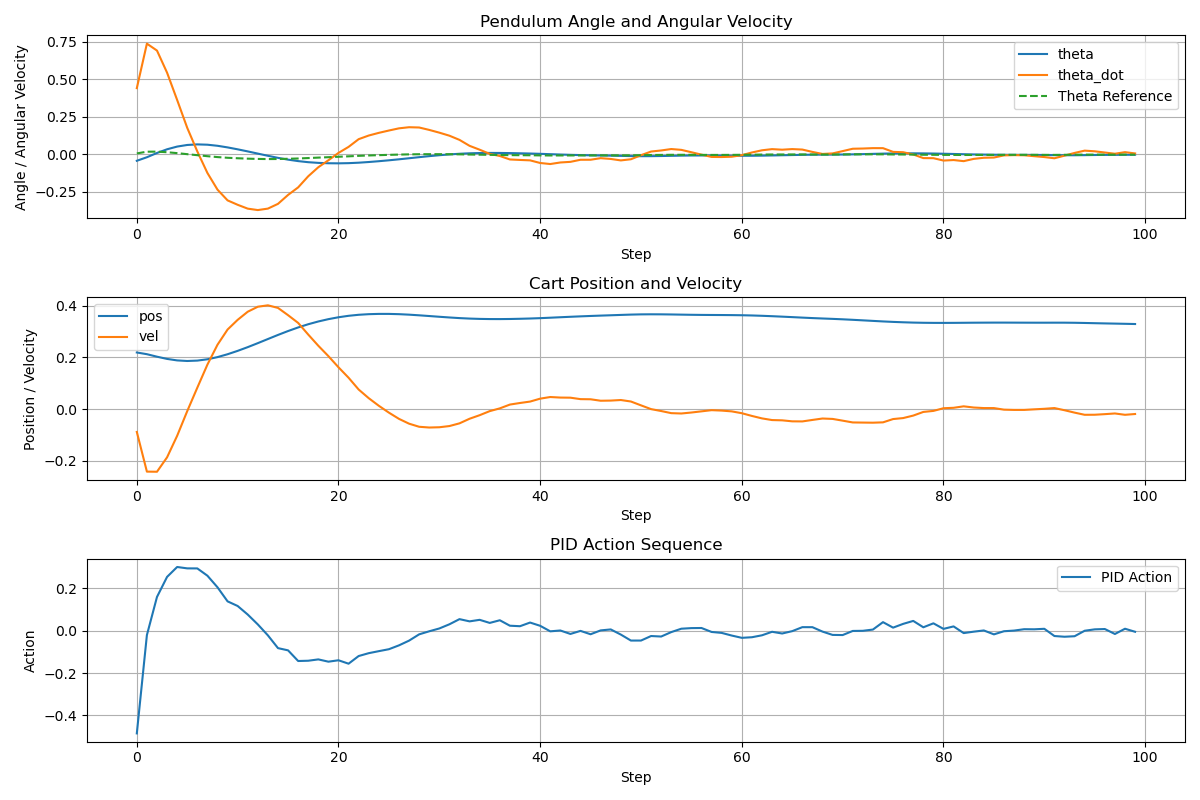 Pendulum Angle and Angular Velocity
Angle / Angular Velocity
0.75
0.50
0.25
0.00
−0.25
theta
theta_dot
Theta Reference
0 20 40 60 80 100
Step
Cart Position and Velocity
Position / Velocity
0.4
0.2
0.0
−0.2
pos
vel
0 20 40 60 80 100
Step
PID Action Sequence
Action
0.2
0.0
−0.2
−0.4
PID Action
0 20 40 60 80 100
Step